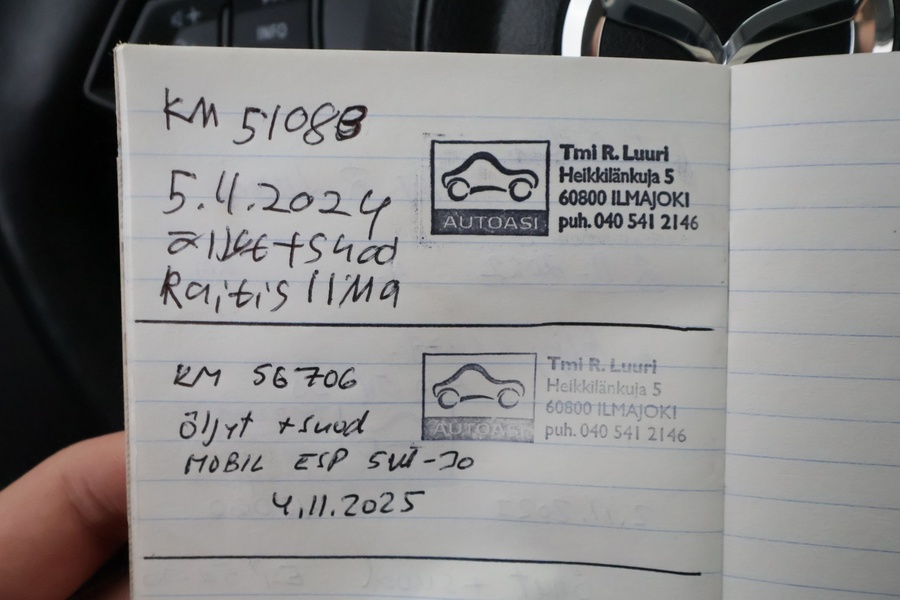 INFO
KM 51088
5.4.2024
öljyt + suod
Raitis ilma
AUTOASI
Tmi R. Luuri
Heikkilänkuja 5
60800 ILMAJOKI
puh. 040 541 2146
KM 56706
öljyt + suod
MOBIL ESP 5W-30
4.11.2025
AUTOASI
Tmi R. Luuri
Heikkilänkuja 5
60800 ILMAJOKI
puh. 040 541 2146